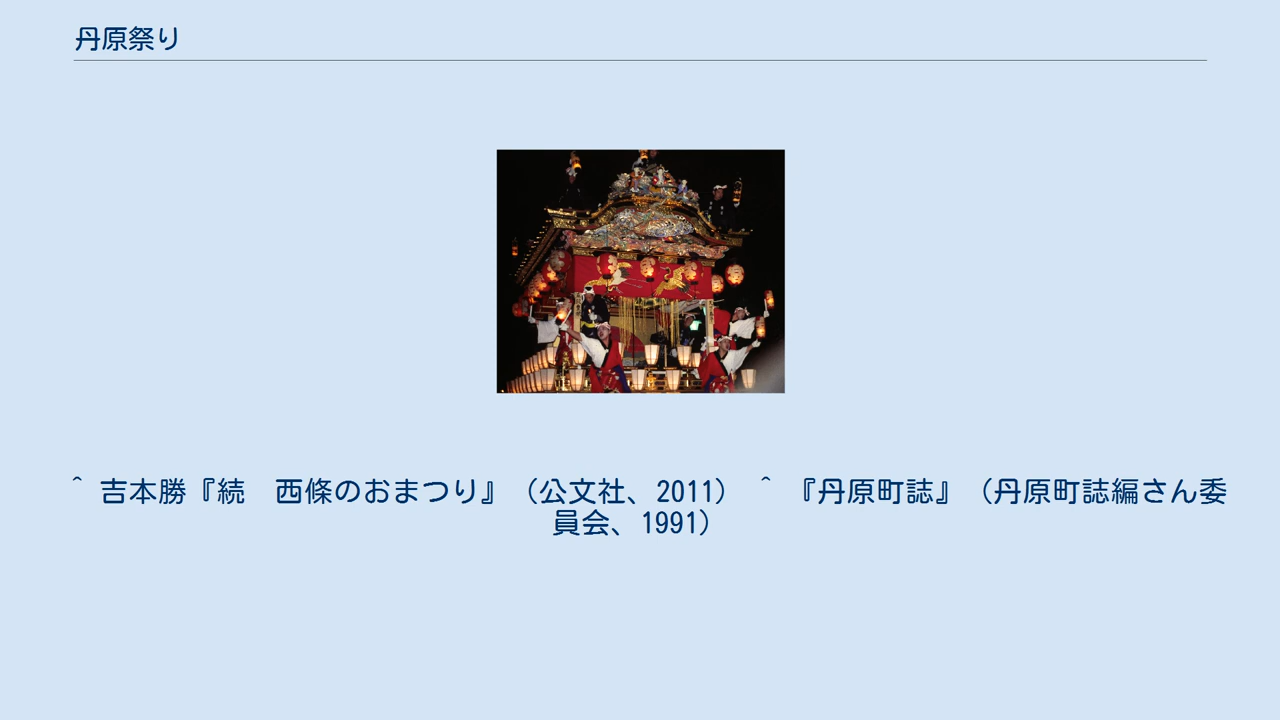 丹原祭り
^ 吉本勝『続　西條のおまつり』（公文社、2011） ^ 『丹原町誌』（丹原町誌編さん委
員会、1991）